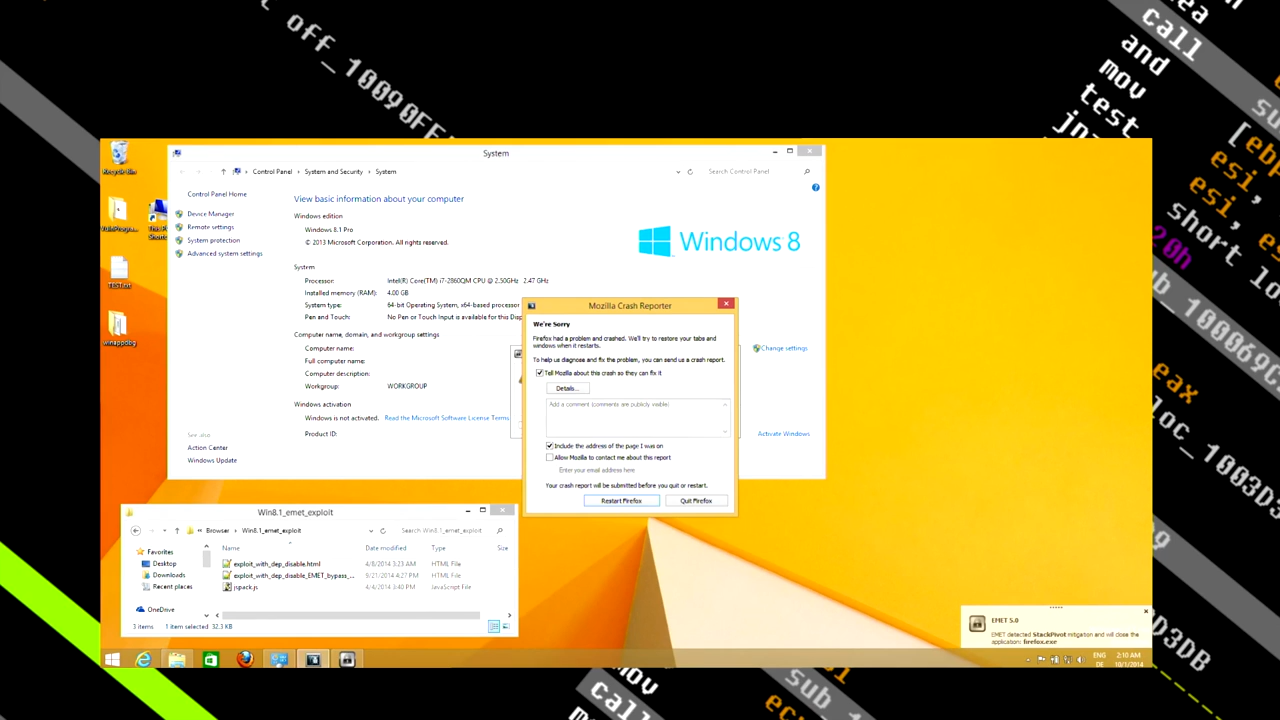 off_10090FE
call
and
mov
test
[ebp
esi,
esi,
short lo
20h
eax
loc_1003D3
D3DB
mov
call
sub_1
Recycle Bin
TEST.txt
winappdbg
System
Control Panel › System and Security › System
Search Control Panel
Control Panel Home
Device Manager
Remote settings
System protection
Advanced system settings
See also
Action Center
Windows Update
View basic information about your computer
Windows edition
Windows 8.1 Pro
© 2013 Microsoft Corporation. All rights reserved.
Windows 8
System
Processor: Intel(R) Core(TM) i7-2860QM CPU @ 2.50GHz 2.47 GHz
Installed memory (RAM): 4.00 GB
System type: 64-bit Operating System, x64-based processor
Pen and Touch: No Pen or Touch Input is available for this Disp
Computer name, domain, and workgroup settings
Computer name:
Full computer name:
Computer description:
Workgroup: WORKGROUP
Change settings
Windows activation
Windows is not activated. Read the Microsoft Software License Terms
Product ID:
Activate Windows
Mozilla Crash Reporter
We're Sorry
Firefox had a problem and crashed. We'll try to restore your tabs and
windows when it restarts.
To help us diagnose and fix the problem, you can send us a crash report.
Tell Mozilla about this crash so they can fix it
Details...
Add a comment (comments are publicly visible)
Include the address of the page I was on
Allow Mozilla to contact me about this report
Enter your email address here
Your crash report will be submitted before you quit or restart.
Restart Firefox
Quit Firefox
Win8.1_emet_exploit
Browser › Win8.1_emet_exploit
Search Win8.1_emet_exploit
Favorites
Desktop
Downloads
Recent places
OneDrive
Name Date modified Type Size
exploit_with_dep_disable.html 4/8/2014 3:23 AM HTML File
exploit_with_dep_disable_EMET_bypass_... 9/21/2014 4:27 PM HTML File
jspack.js 4/4/2014 3:40 PM JavaScript File
3 items 1 item selected 32.3 KB
EMET 5.0
EMET detected StackPivot mitigation and will close the
application: firefox.exe
ENG
DE
2:10 AM
10/1/2014